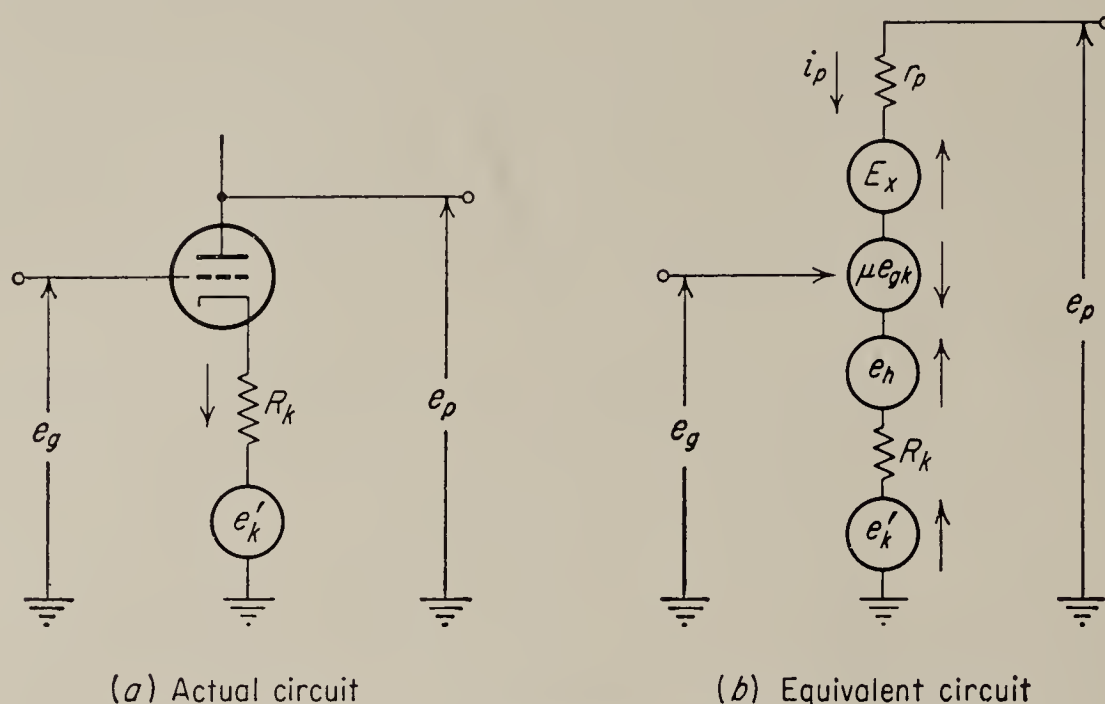 e_g
R_k
e'_k
e_p
(a) Actual circuit
i_p
r_p
E_x
μe_gk
e_h
R_k
e'_k
e_g
e_p
(b) Equivalent circuit